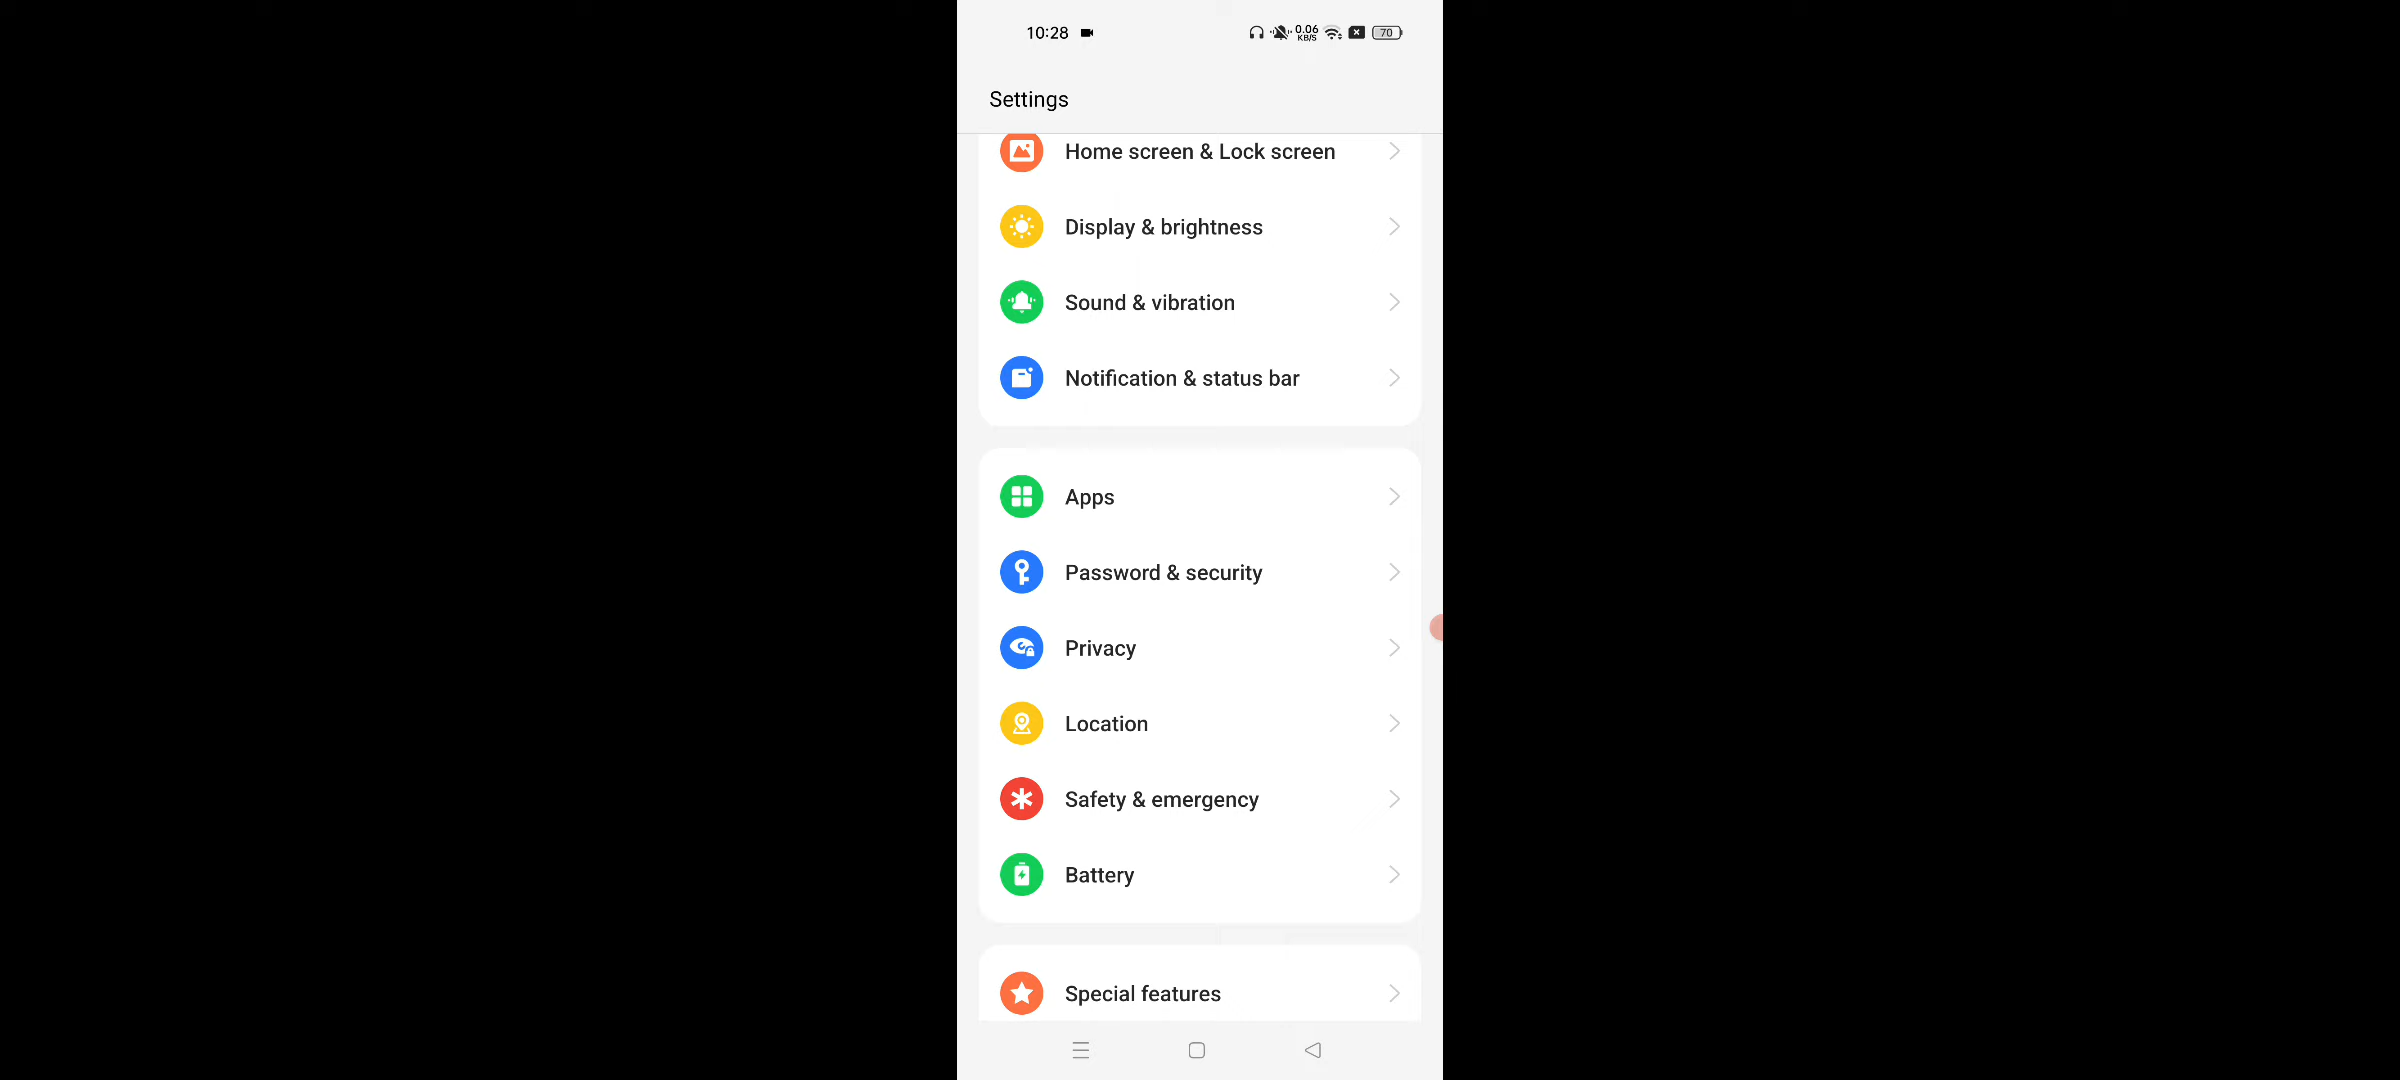 10:28
0.06
KB/S
70
Settings
Home screen & Lock screen
Display & brightness
Sound & vibration
Notification & status bar
Apps
Password & security
Privacy
Location
Safety & emergency
Battery
Special features